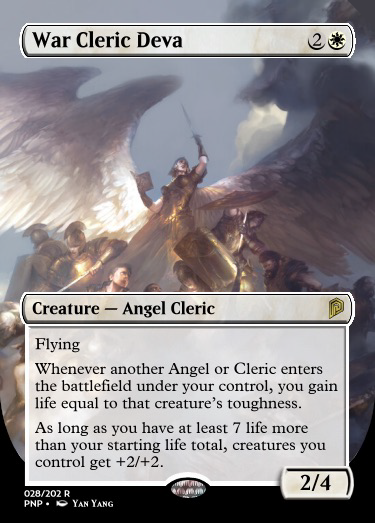 War Cleric Deva 2
Creature — Angel Cleric
Flying
Whenever another Angel or Cleric enters
the battlefield under your control, you gain
life equal to that creature's toughness.
As long as you have at least 7 life more
than your starting life total, creatures you
control get +2/+2.
2/4
028/202 R
PNP • Yan Yang